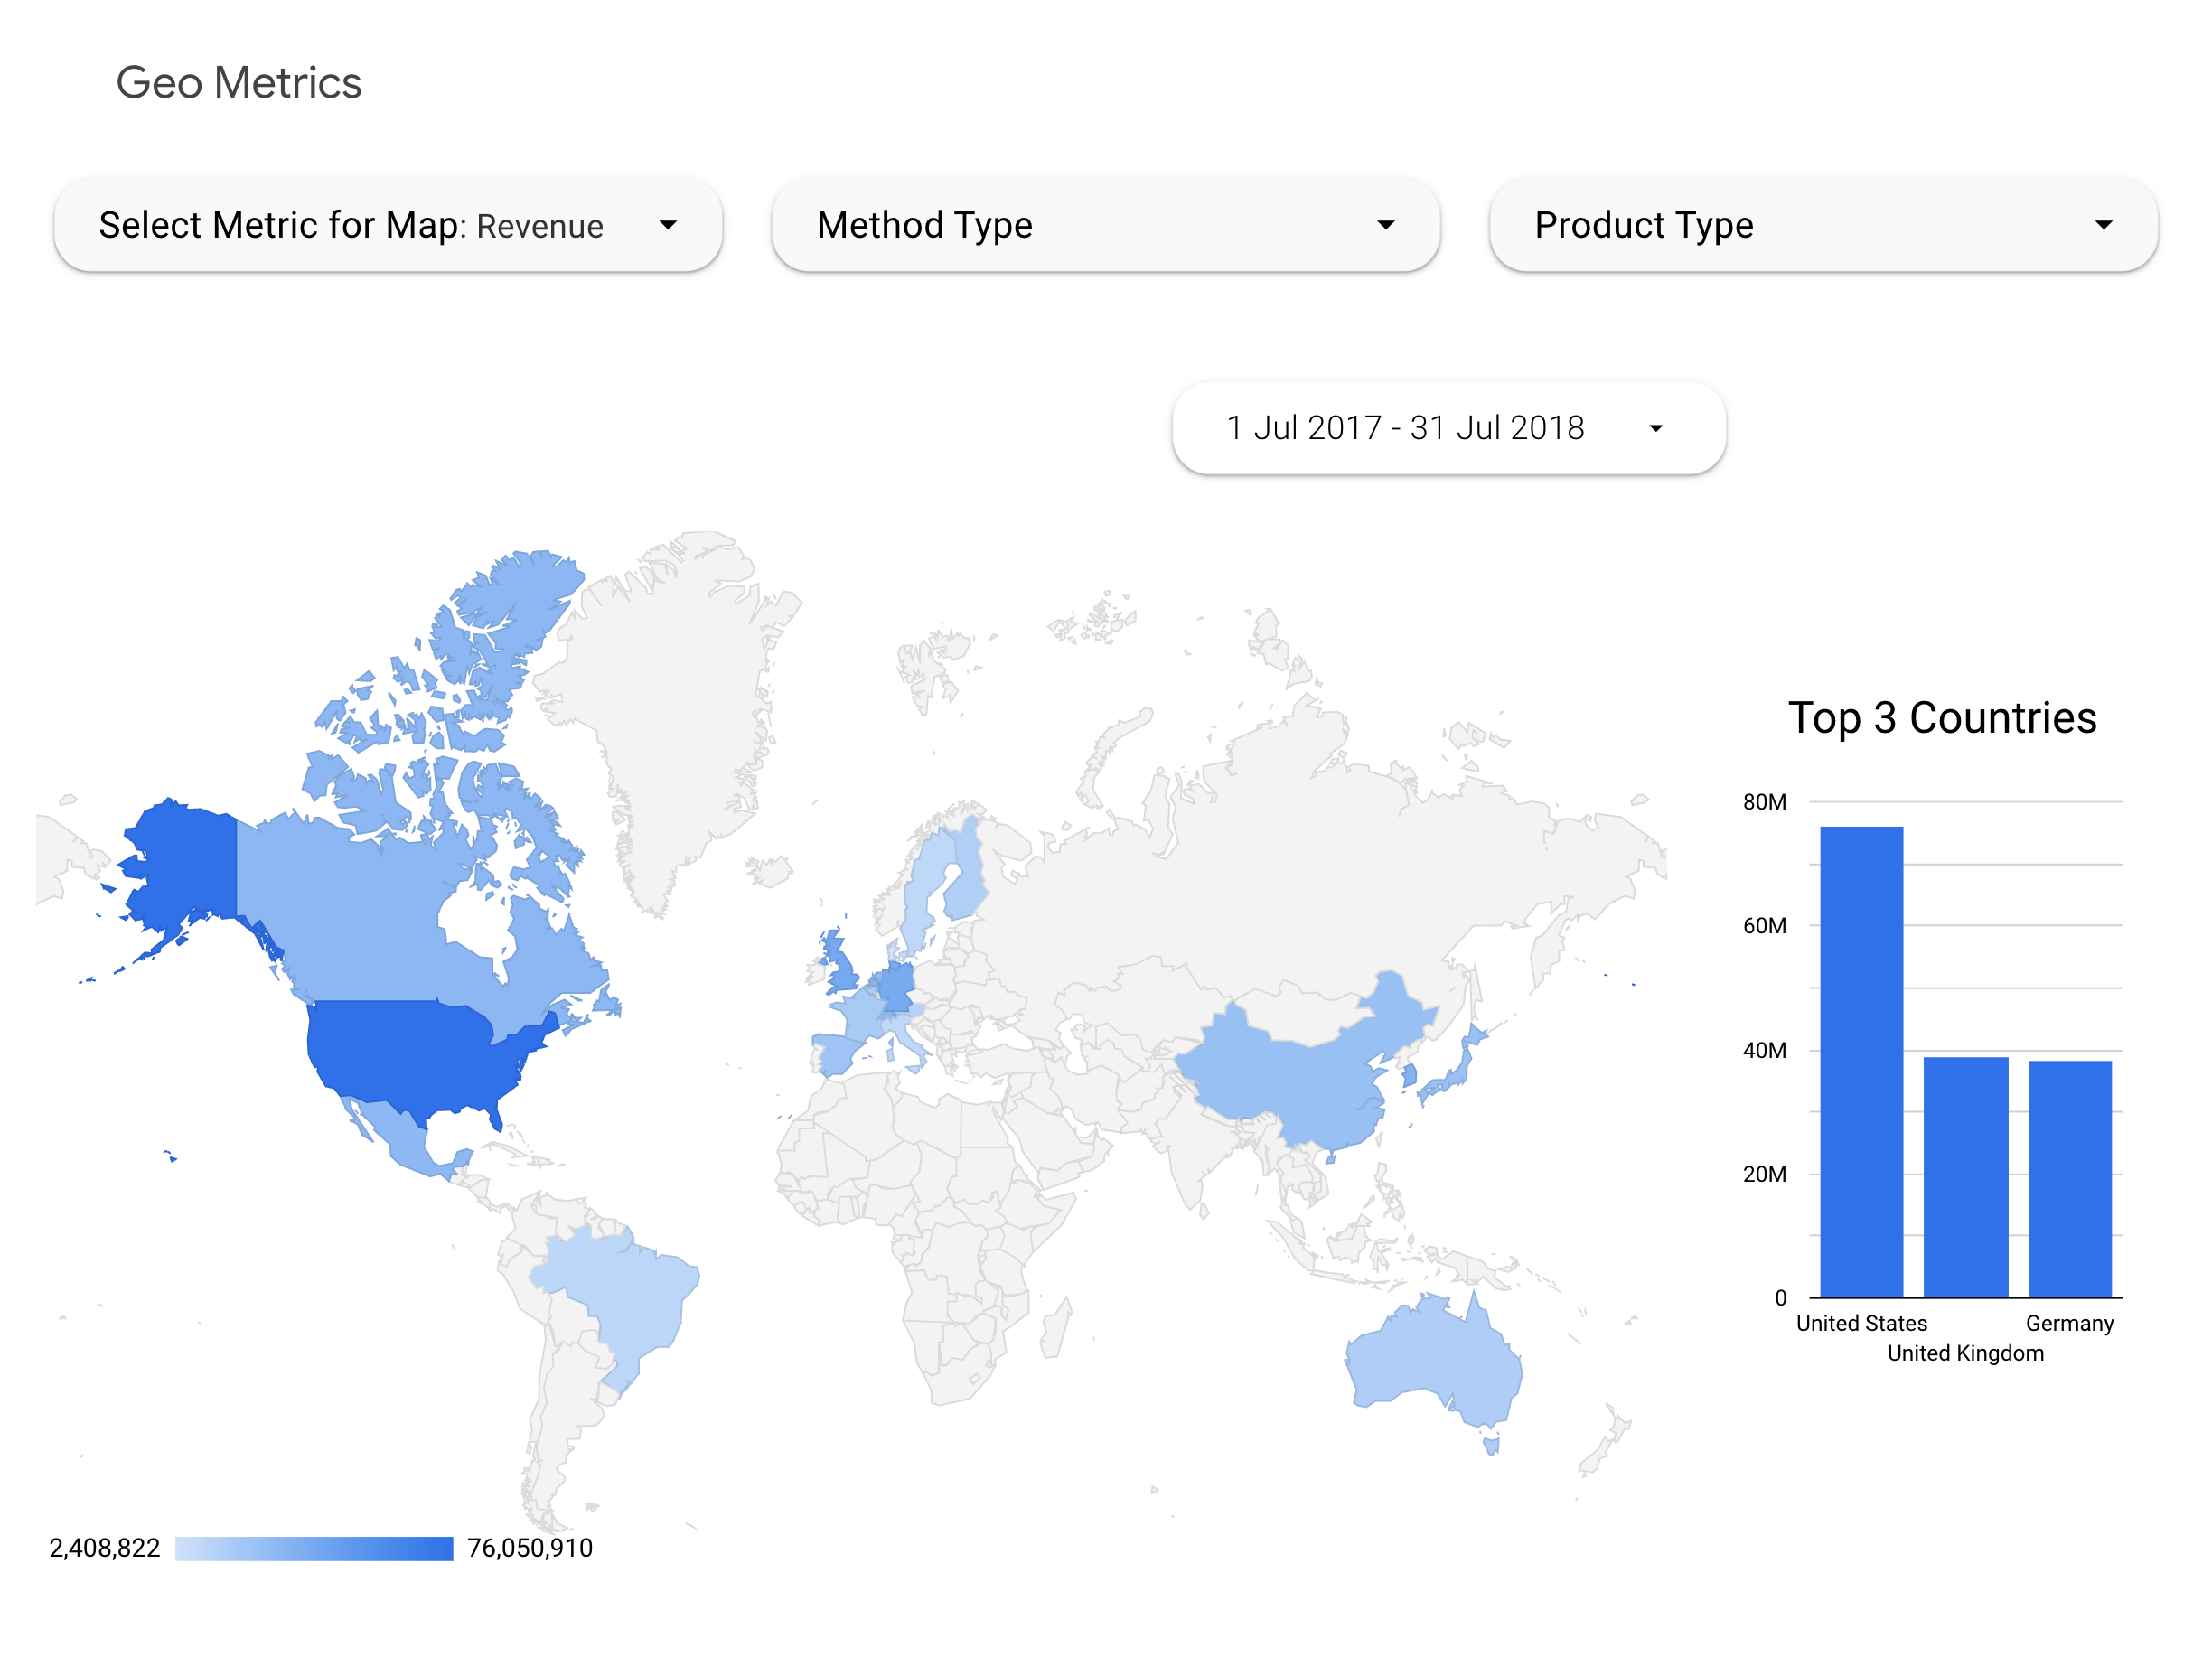 Geo Metrics
Select Metric for Map: Revenue
Method Type
Product Type
1 Jul 2017 - 31 Jul 2018
Top 3 Countries
80M
60M
40M
20M
0
United States
Germany
United Kingdom
2,408,822
76,050,910